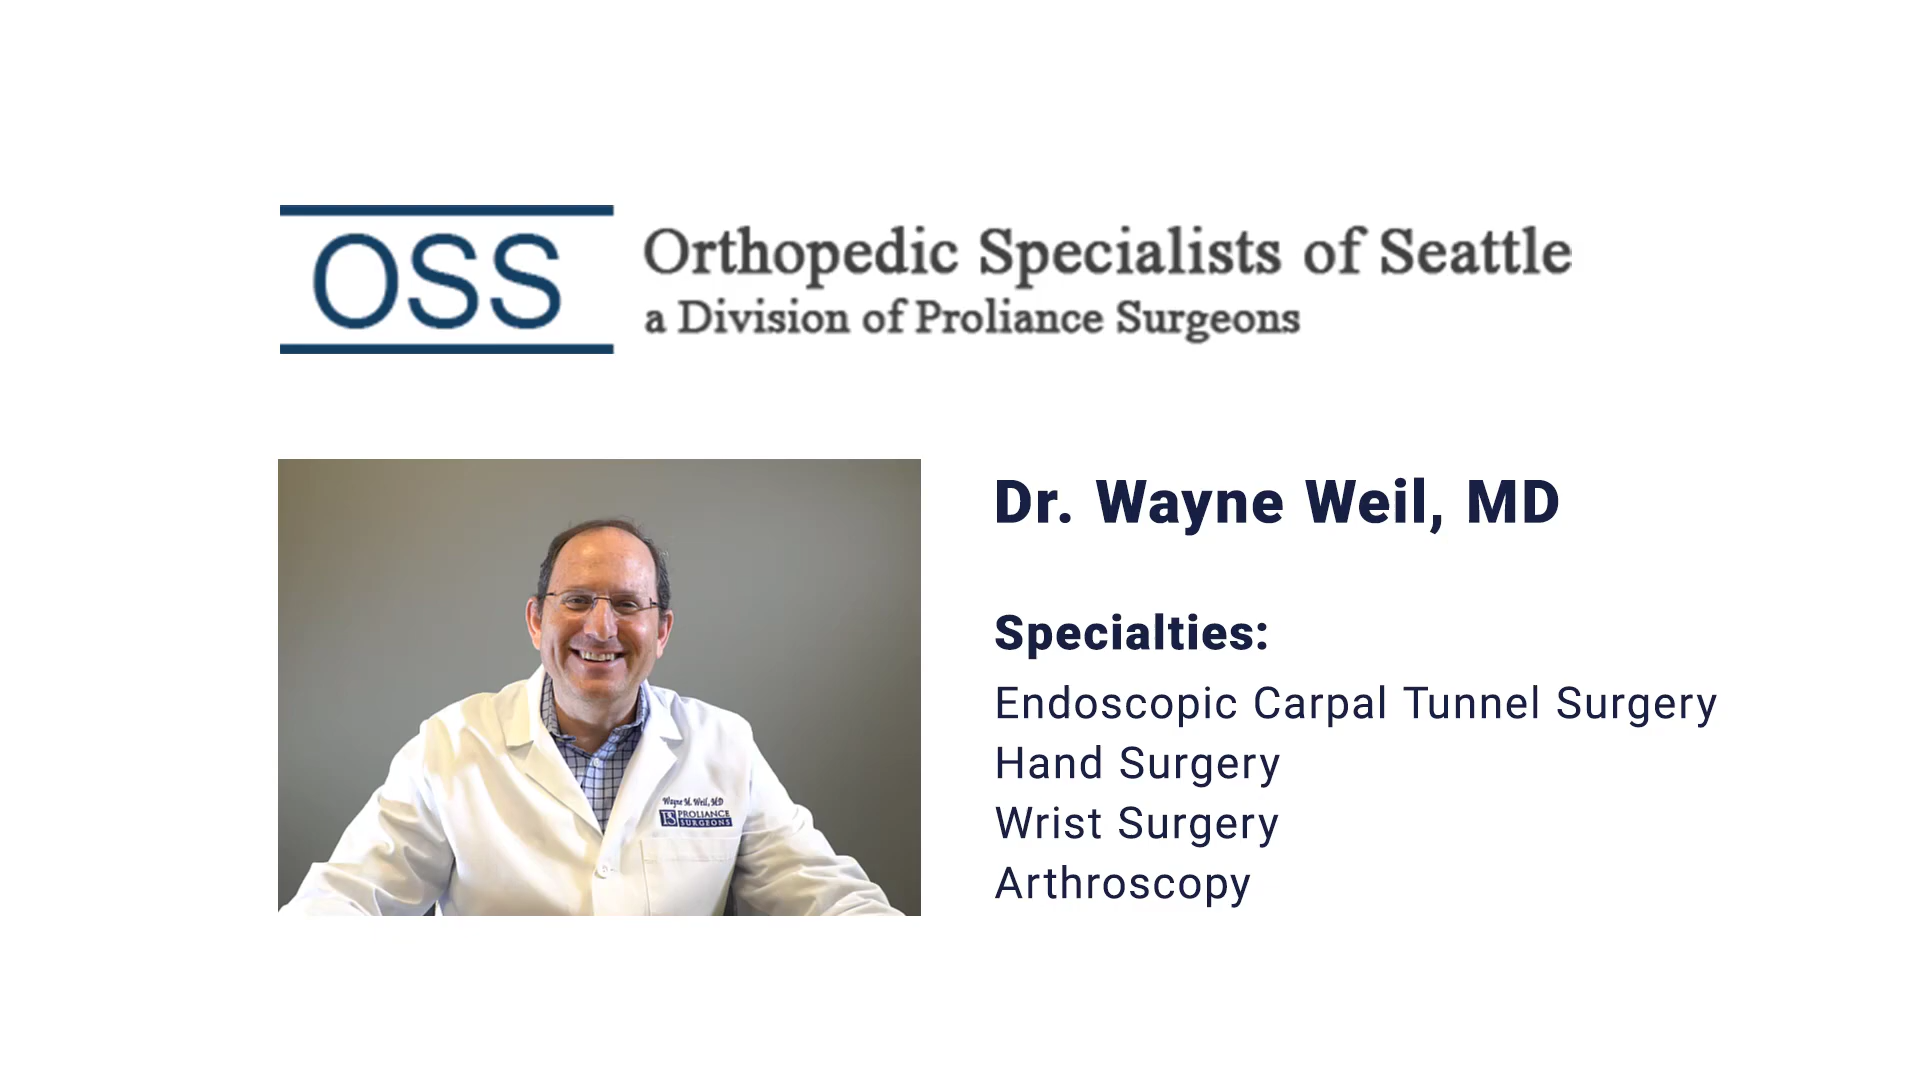 OSS
Orthopedic Specialists of Seattle
a Division of Proliance Surgeons
Dr. Wayne Weil, MD
Specialties:
Endoscopic Carpal Tunnel Surgery
Hand Surgery
Wrist Surgery
Arthroscopy
Wayne M. Weil, MD
PS PROLIANCE
SURGEONS